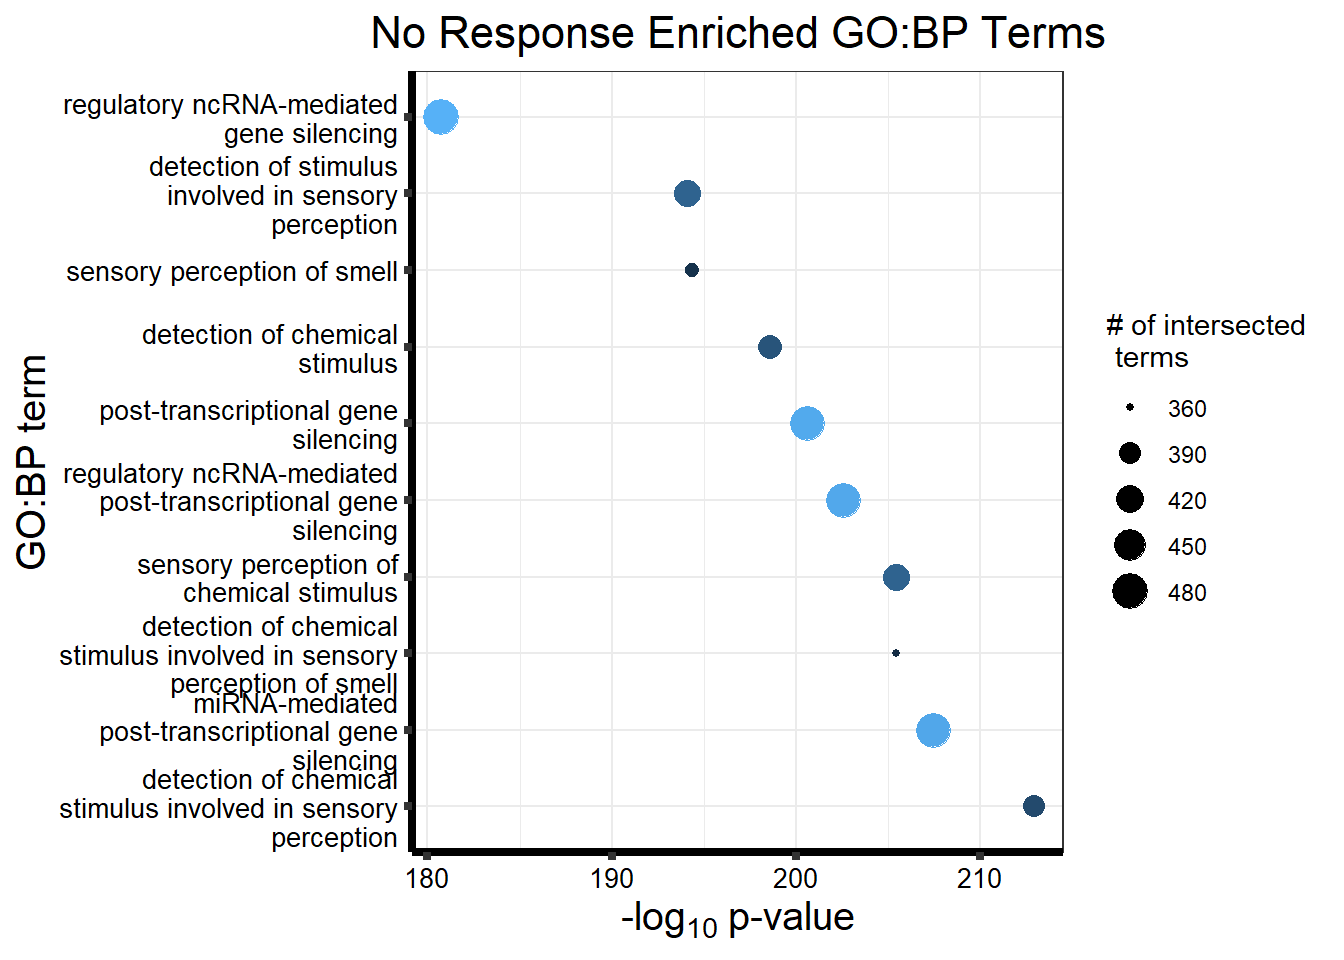 No Response Enriched GO:BP Terms
regulatory ncRNA-mediated
gene silencing
detection of stimulus
involved in sensory
perception
sensory perception of smell
detection of chemical
stimulus
post-transcriptional gene
silencing
regulatory ncRNA-mediated
post-transcriptional gene
silencing
sensory perception of
chemical stimulus
detection of chemical
stimulus involved in sensory
perception of smell
miRNA-mediated
post-transcriptional gene
silencing
detection of chemical
stimulus involved in sensory
perception
GO:BP term
180 190 200 210
-log10 p-value
# of intersected
terms
360
390
420
450
480